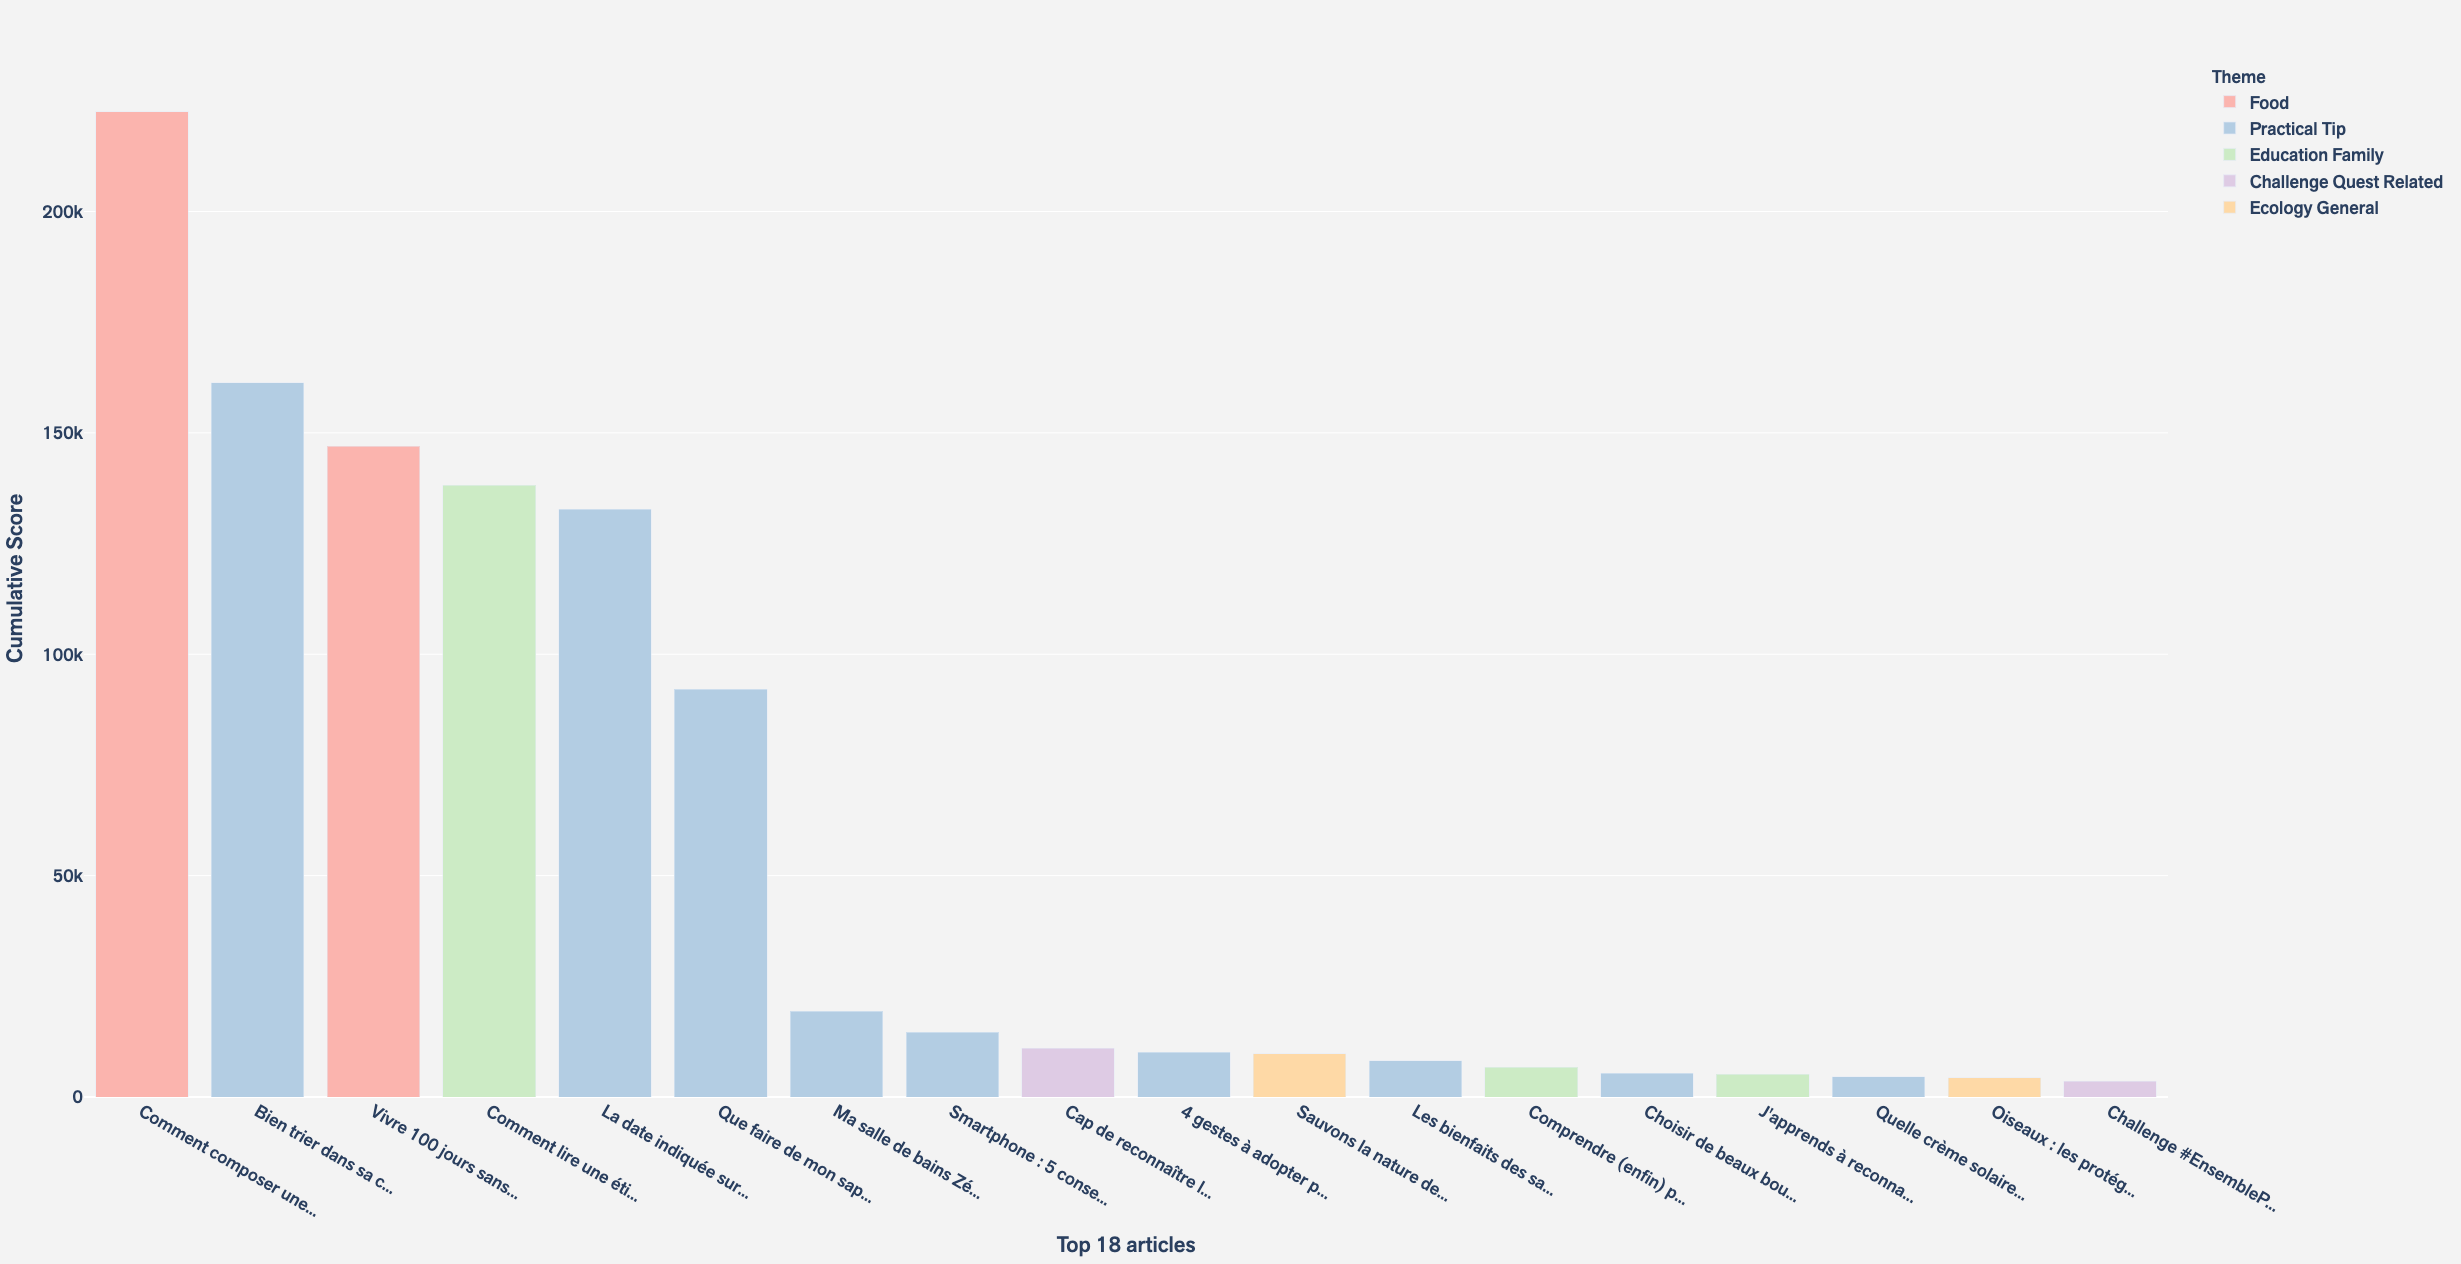 Theme
Food
Practical Tip
Education Family
Challenge Quest Related
Ecology General
Cumulative Score
200k
150k
100k
50k
0
Comment composer une...
Bien trier dans sa c...
Vivre 100 jours sans...
Comment lire une éti...
La date indiquée sur...
Que faire de mon sap...
Ma salle de bains Zé...
Smartphone : 5 conse...
Cap de reconnaître l...
4 gestes à adopter p...
Sauvons la nature de...
Les bienfaits des sa...
Comprendre (enfin) p...
Choisir de beaux bou...
J'apprends à reconna...
Quelle crème solaire...
Oiseaux : les protég...
Challenge #EnsembleP...
Top 18 articles